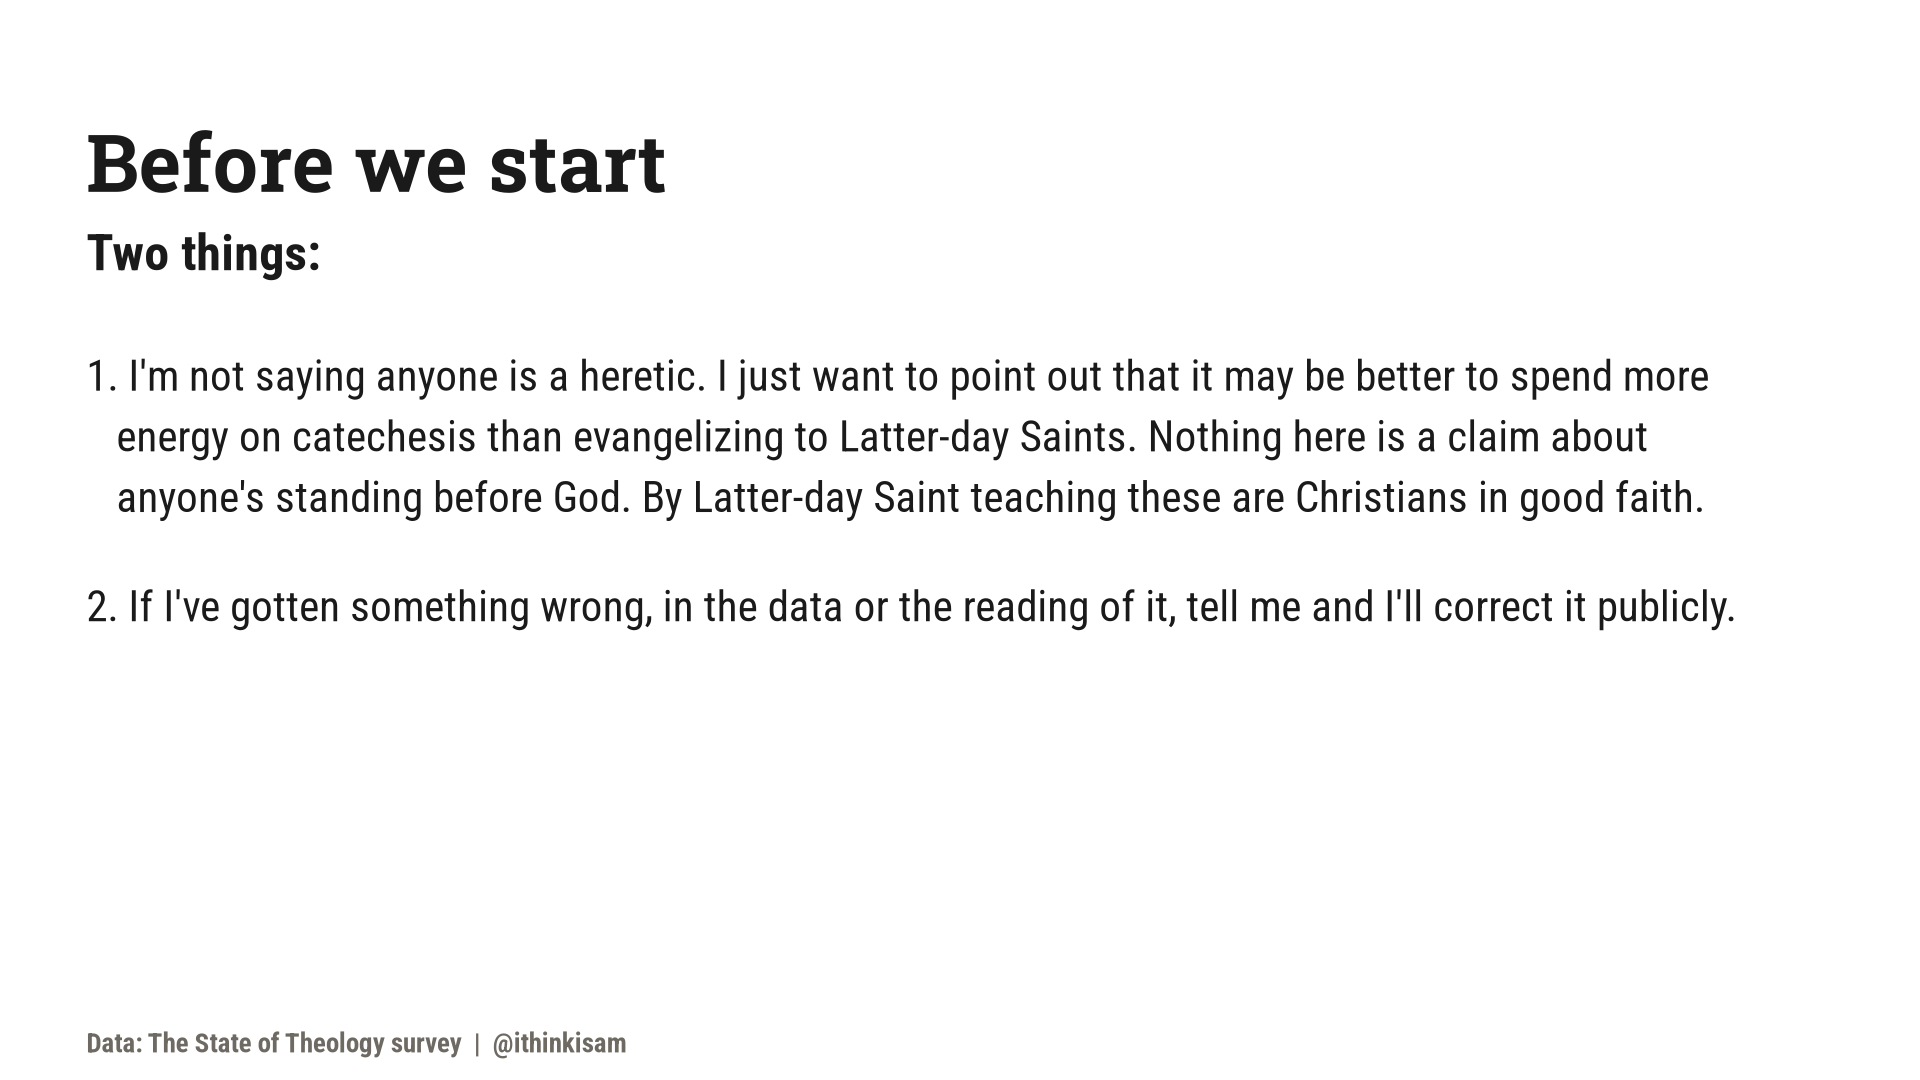 Before we start
Two things:
1. I'm not saying anyone is a heretic. I just want to point out that it may be better to spend more
energy on catechesis than evangelizing to Latter-day Saints. Nothing here is a claim about
anyone's standing before God. By Latter-day Saint teaching these are Christians in good faith.
2. If I've gotten something wrong, in the data or the reading of it, tell me and I'll correct it publicly.
Data: The State of Theology survey | @ithinkisam